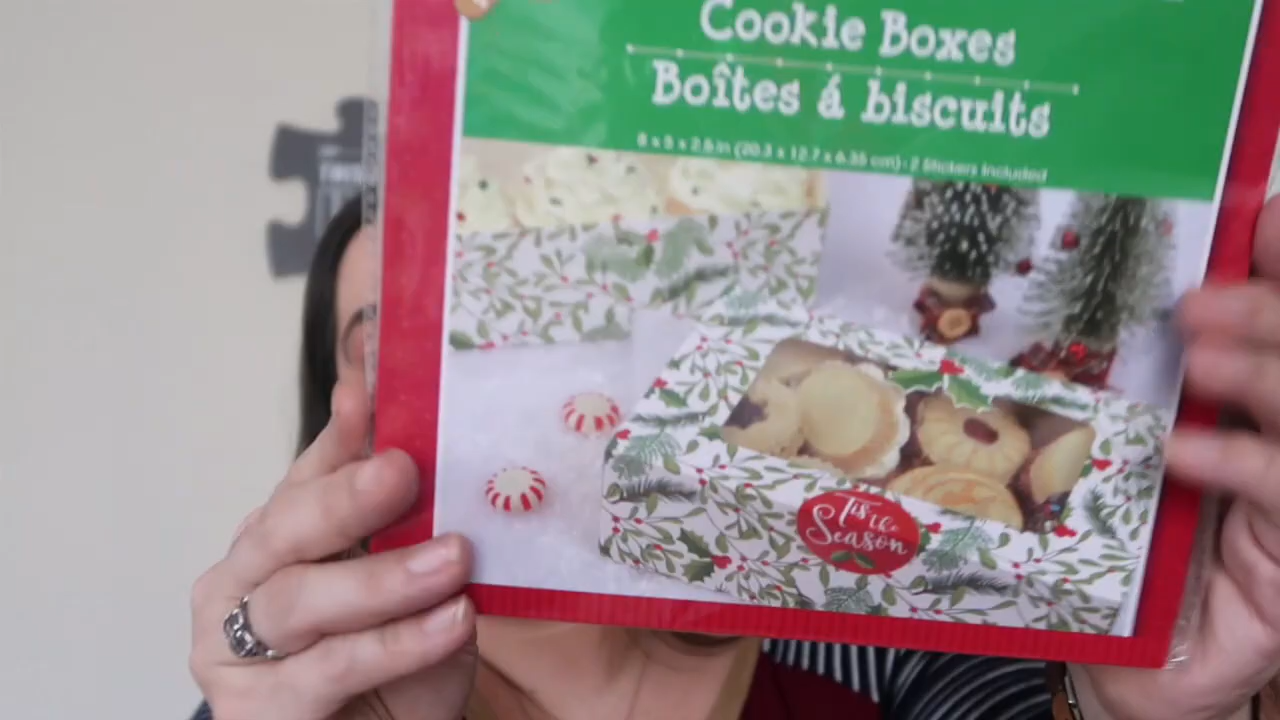 Cookie Boxes
Boîtes á biscuits
8 x 5 x 2.5 in (20.3 x 12.7 x 6.35 cm) • 2 Stickers Included
'Tis the
Season